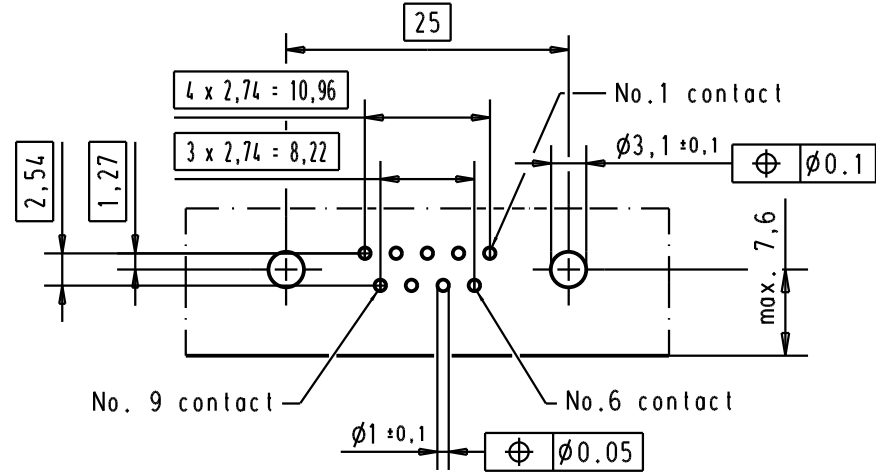 25
4 x 2,74 = 10,96
No.1 contact
3 x 2,74 = 8,22
Ø3,1 ±0,1
⌖ Ø0.1
2,54
1,27
max. 7,6
No. 9 contact
No.6 contact
Ø1 ±0,1
⌖ Ø0.05